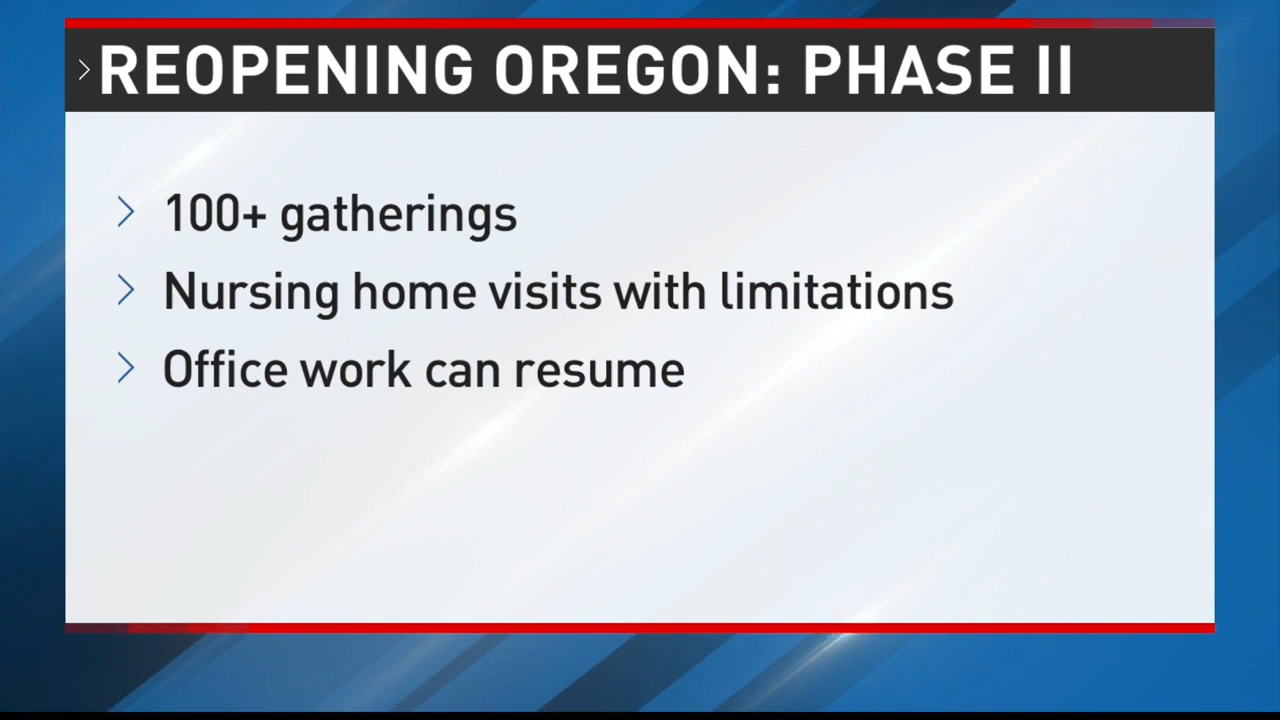 REOPENING OREGON: PHASE II
100+ gatherings
Nursing home visits with limitations
Office work can resume